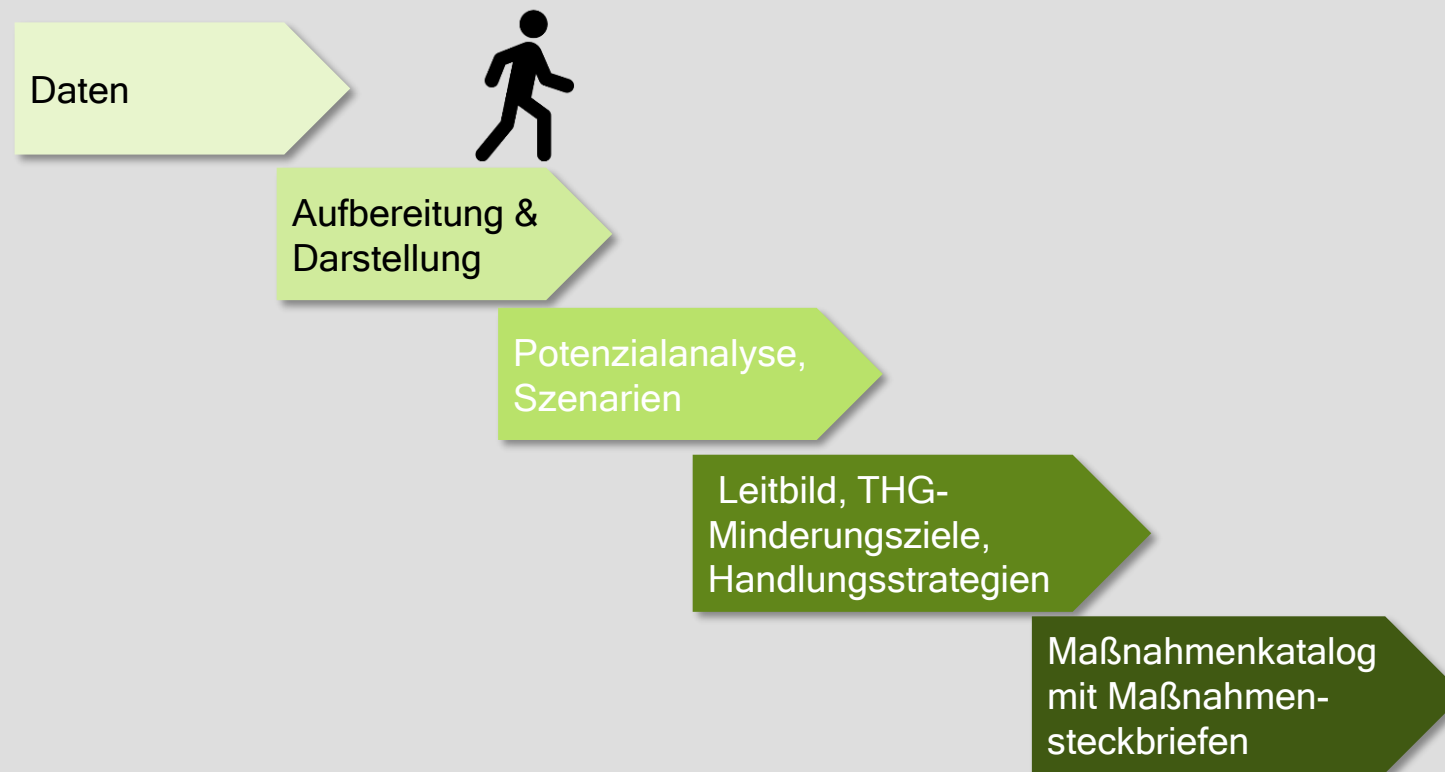 Daten
Aufbereitung &
Darstellung
Potenzialanalyse,
Szenarien
Leitbild, THG-
Minderungsziele,
Handlungsstrategien
Maßnahmenkatalog
mit Maßnahmen-
steckbriefen